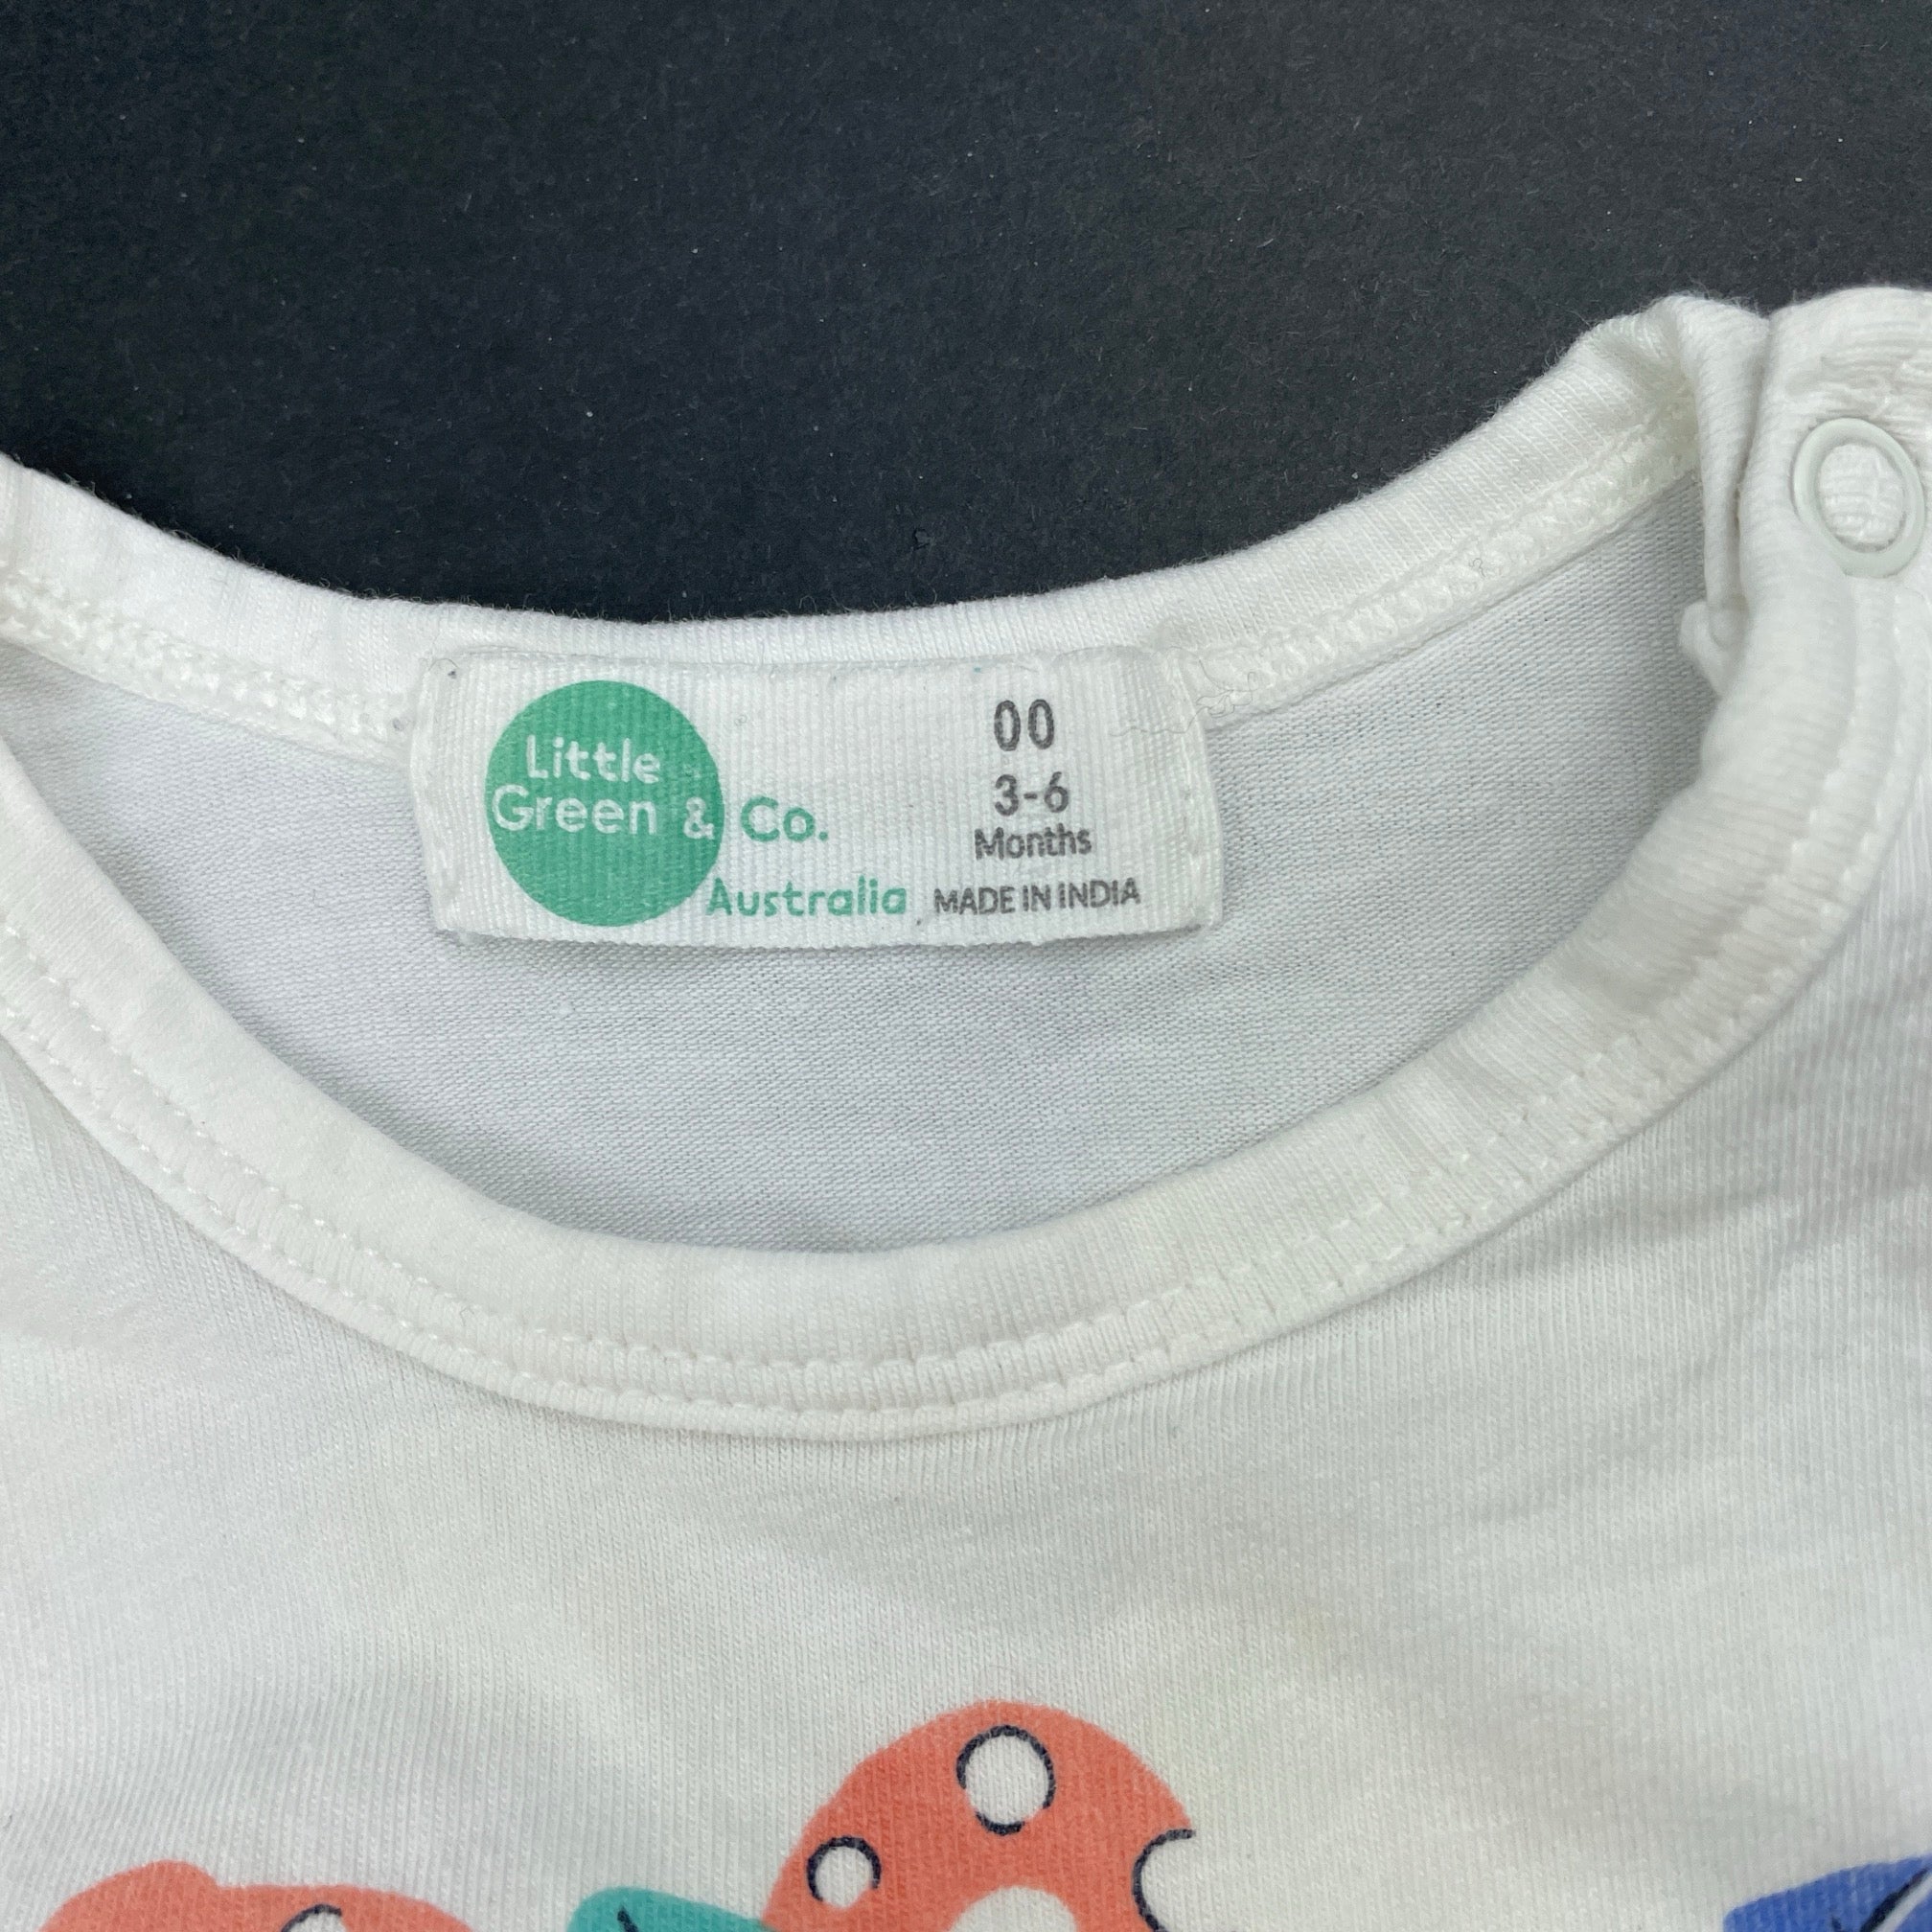 Little
Green & Co.
Australia
00
3-6
Months
MADE IN INDIA